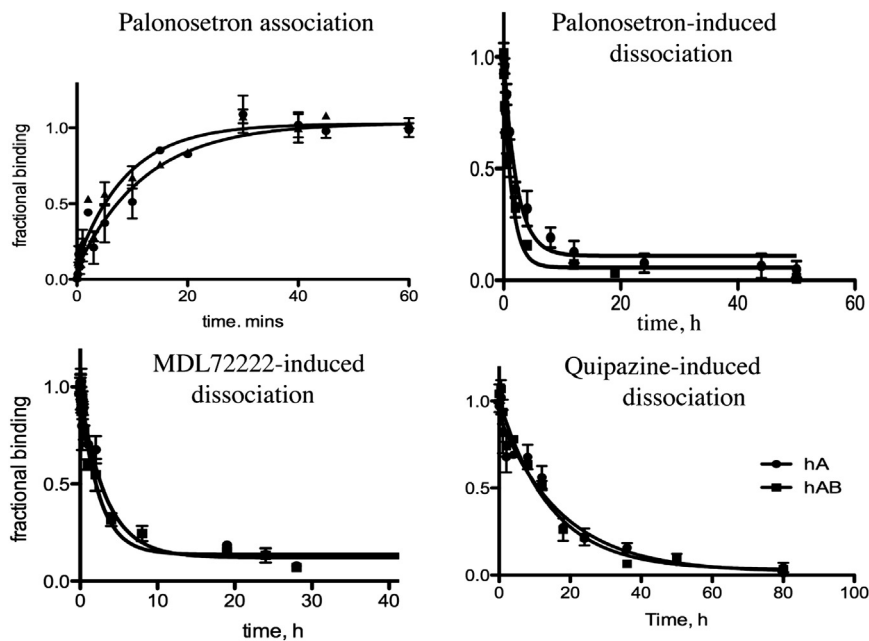 Palonosetron association
fractional binding
1.0
0.5
0.0
0
20
40
60
time. mins
Palonosetron-induced
dissociation
1.0
0.5
0.0
0
20
40
60
time, h
MDL72222-induced
dissociation
fractional binding
1.0
0.5
0.0
0
10
20
30
40
time, h
Quipazine-induced
dissociation
1.0
0.5
0.0
0
20
40
60
80
100
Time, h
hA
hAB